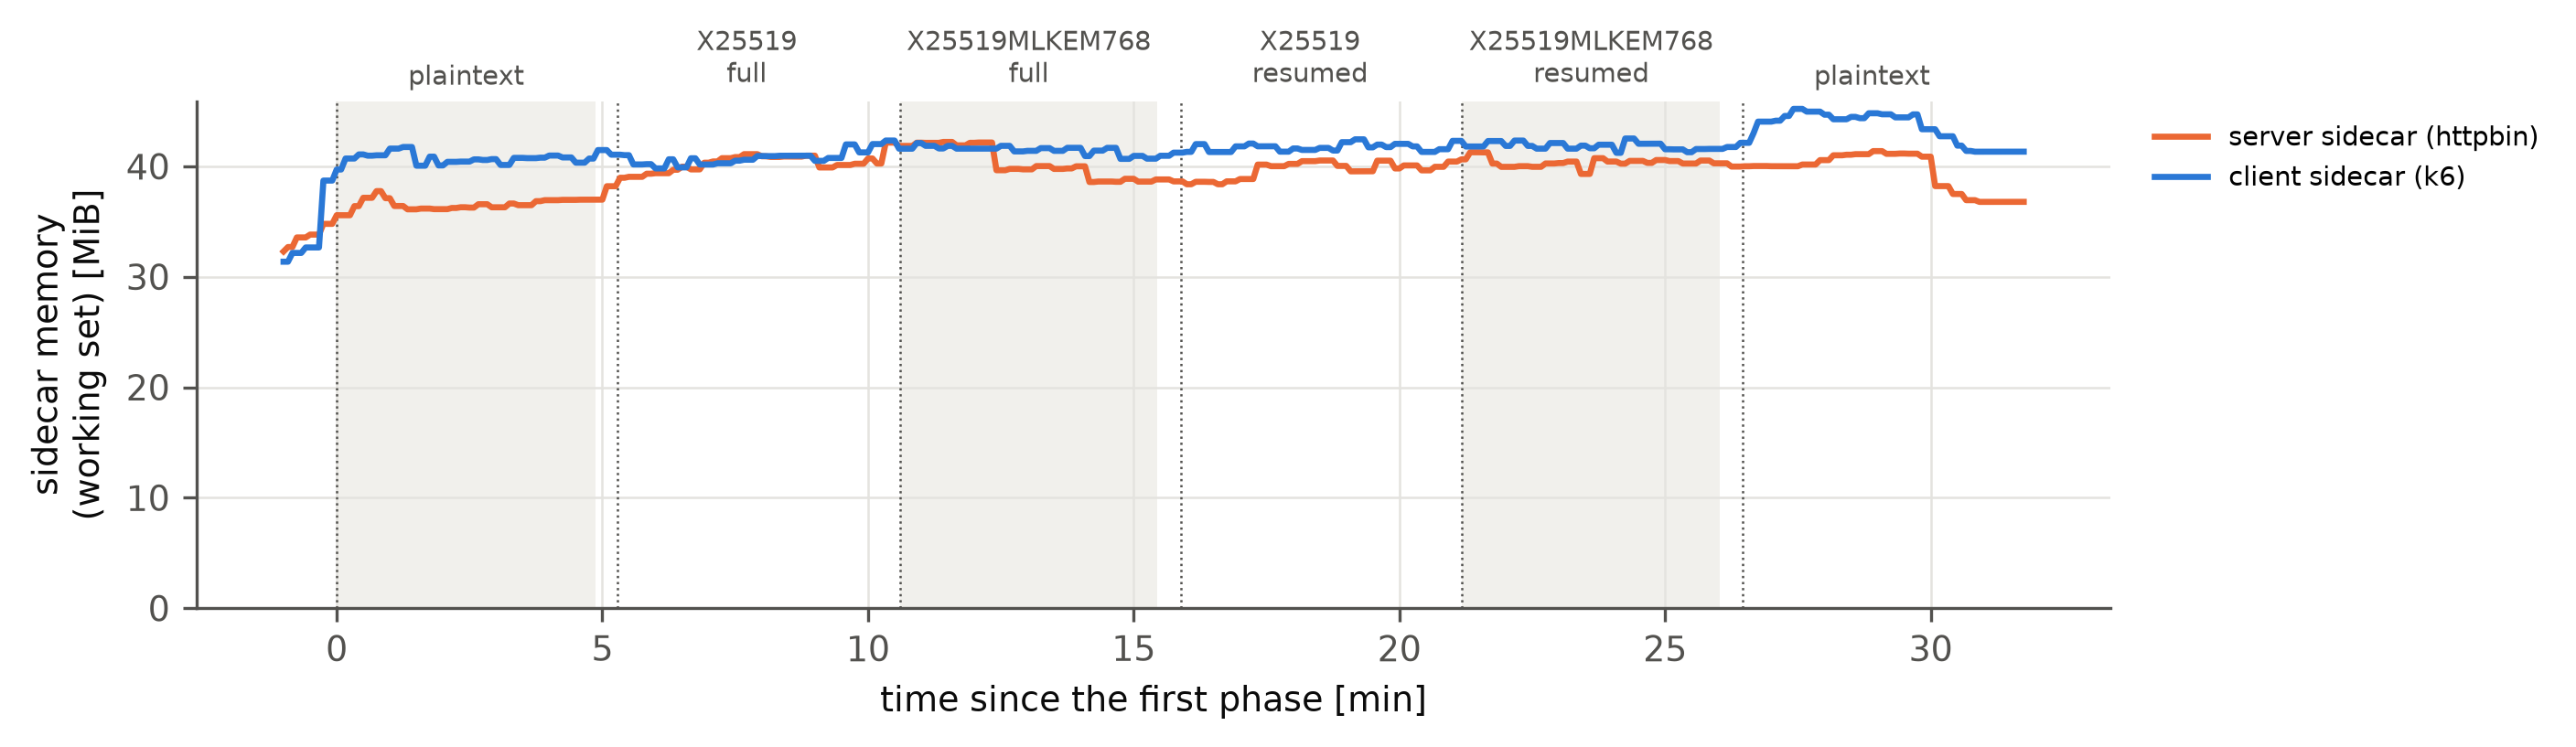 X25519
full
X25519MLKEM768
full
X25519
resumed
X25519MLKEM768
resumed
plaintext
plaintext
sidecar memory
(working set) [MiB]
40
30
20
10
0
0 5 10 15 20 25 30
time since the first phase [min]
server sidecar (httpbin)
client sidecar (k6)